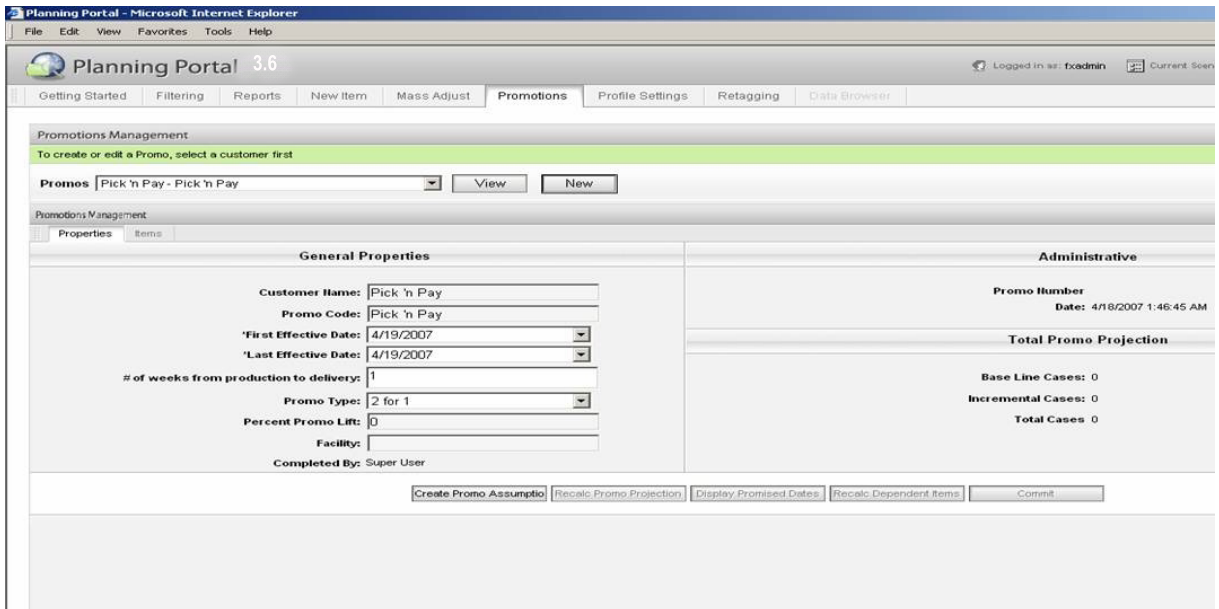 Planning Portal - Microsoft Internet Explorer
File Edit View Favorites Tools Help
Planning Portal 3.6
Logged in as: fxadmin Current Scen
Getting Started Filtering Reports New Item Mass Adjust Promotions Profile Settings Retagging Data Browser
Promotions Management
To create or edit a Promo, select a customer first
Promos Pick 'n Pay - Pick 'n Pay View New
Promotions Management
Properties Items
General Properties Administrative
Customer Name: Pick 'n Pay
Promo Number
Promo Code: Pick 'n Pay
Date: 4/18/2007 1:46:45 AM
*First Effective Date: 4/19/2007
Total Promo Projection
*Last Effective Date: 4/19/2007
# of weeks from production to delivery: 1
Base Line Cases: 0
Promo Type: 2 for 1
Incremental Cases: 0
Percent Promo Lift: 0
Total Cases 0
Facility:
Completed By: Super User
Create Promo Assumptio Recalc Promo Projection Display Promised Dates Recalc Dependent Items Commit